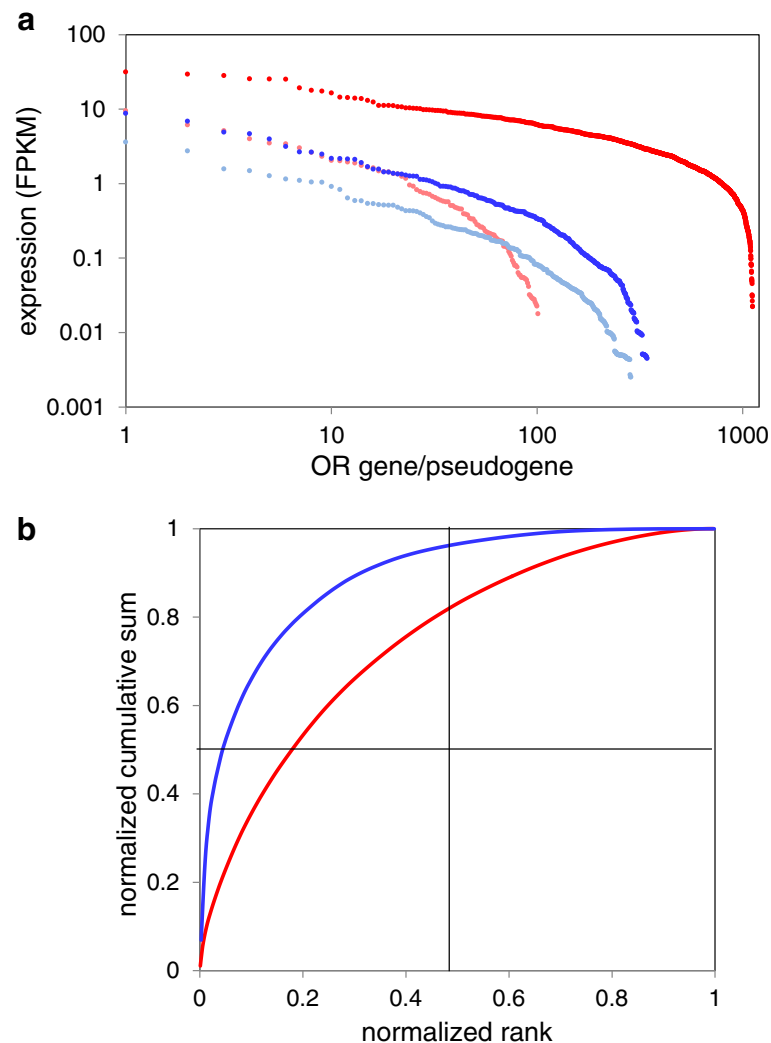 a
expression (FPKM)
100
10
1
0.1
0.01
0.001
1 10 100 1000
OR gene/pseudogene
b
normalized cumulative sum
1
0.8
0.6
0.4
0.2
0
0 0.2 0.4 0.6 0.8 1
normalized rank